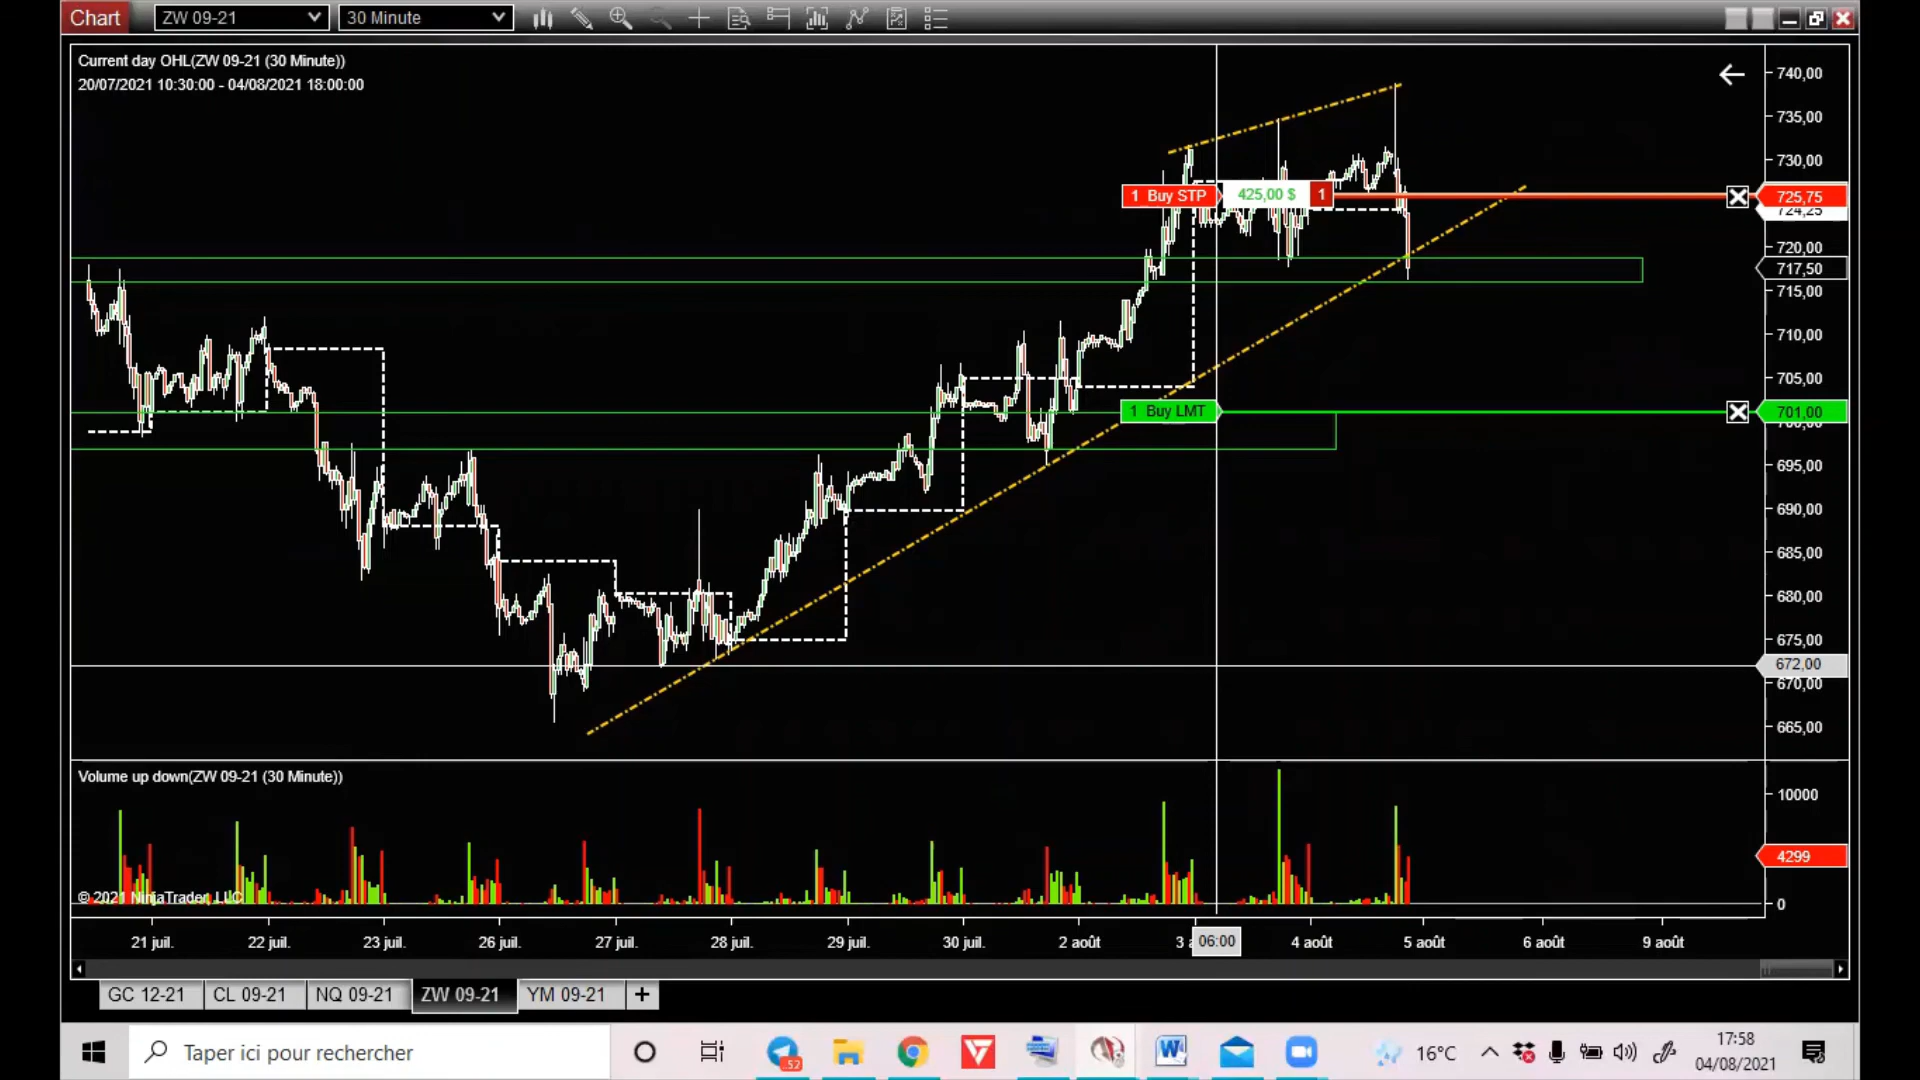 Chart ZW 09-21 30 Minute
Current day OHL(ZW 09-21 (30 Minute))
20/07/2021 10:30:00 - 04/08/2021 18:00:00
740,00
735,00
730,00
1 Buy STP 425,00 $ 1 725,75
724,25
720,00
717,50
715,00
710,00
705,00
1 Buy LMT 701,00
700,00
695,00
690,00
685,00
680,00
675,00
672,00
670,00
665,00
Volume up down(ZW 09-21 (30 Minute))
10000
4299
© 2021 NinjaTrader, LLC
0
21 juil. 22 juil. 23 juil. 26 juil. 27 juil. 28 juil. 29 juil. 30 juil. 2 août 3 a 06:00 4 août 5 août 6 août 9 août
GC 12-21 CL 09-21 NQ 09-21 ZW 09-21 YM 09-21 +
Taper ici pour rechercher 52 W 16°C 17:58
04/08/2021